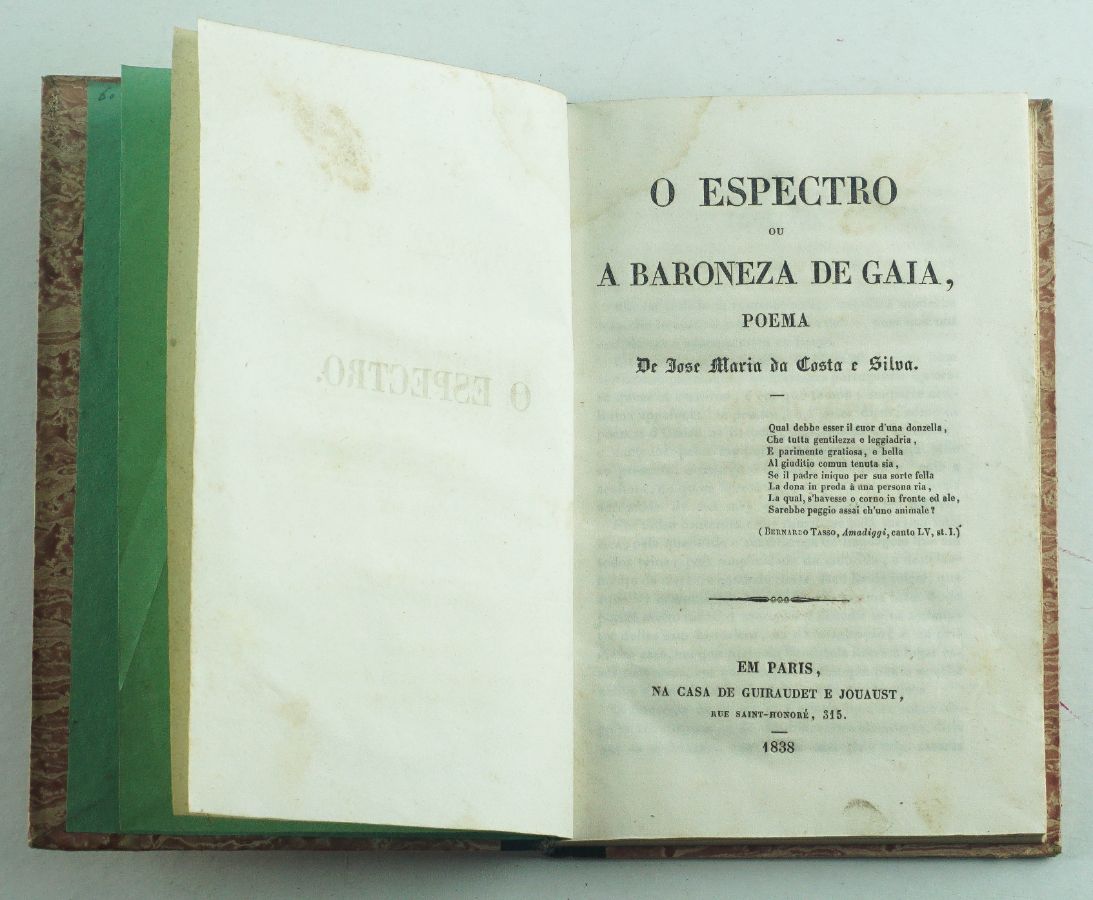 O ESPECTRO.
O ESPECTRO
OU
A BARONEZA DE GAIA,
POEMA
De Jose Maria da Costa e Silva.
Qual debbe esser il cuor d'una donzella,
Che tutta gentilezza e leggiadria,
E parimente gratiosa, e bella
Al giuditio comun tenuta sia,
Se il padre iniquo per sua sorte fella
La dona in preda à una persona ria,
La qual, s'havesse o corno in fronte ed ale,
Sarebbe peggio assai ch'uno animale?
(BERNARDO TASSO, Amadiggi, canto LV, st. I.)
EM PARIS,
NA CASA DE GUIRAUDET E JOUAUST,
RUE SAINT-HONORÉ, 315.
1838